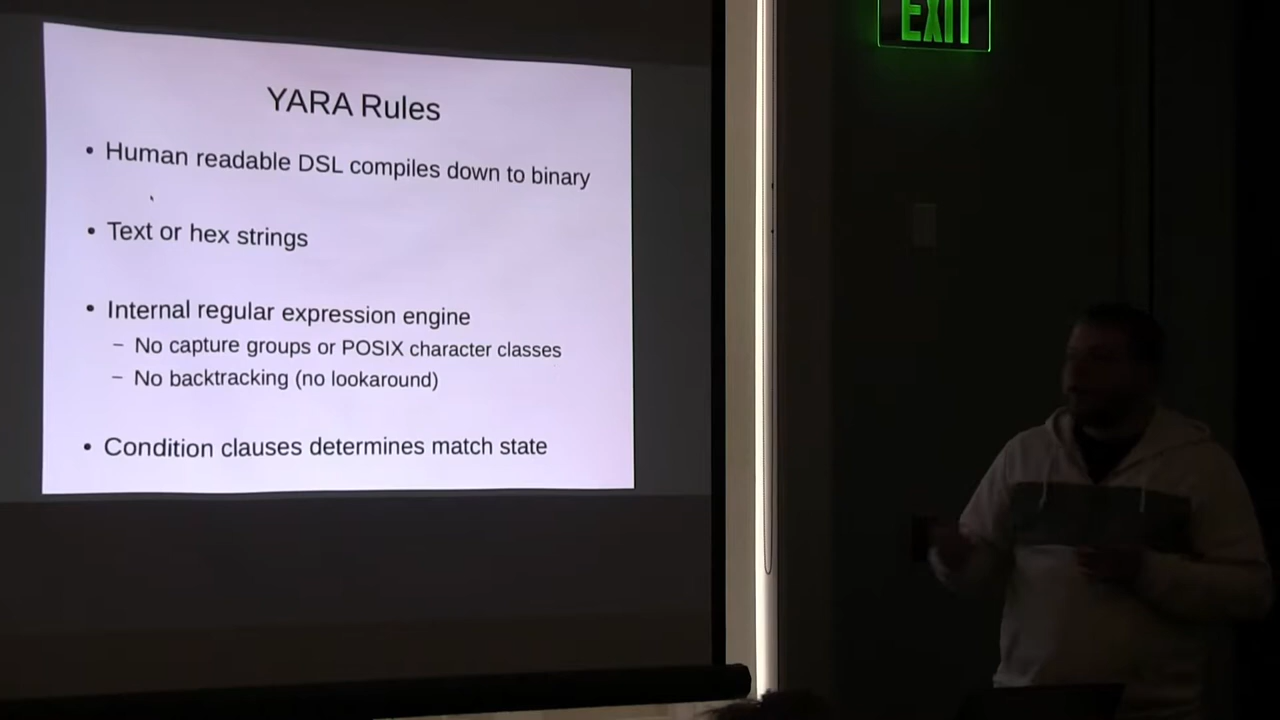 EXIT
YARA Rules
• Human readable DSL compiles down to binary
• Text or hex strings
• Internal regular expression engine
– No capture groups or POSIX character classes
– No backtracking (no lookaround)
• Condition clauses determines match state